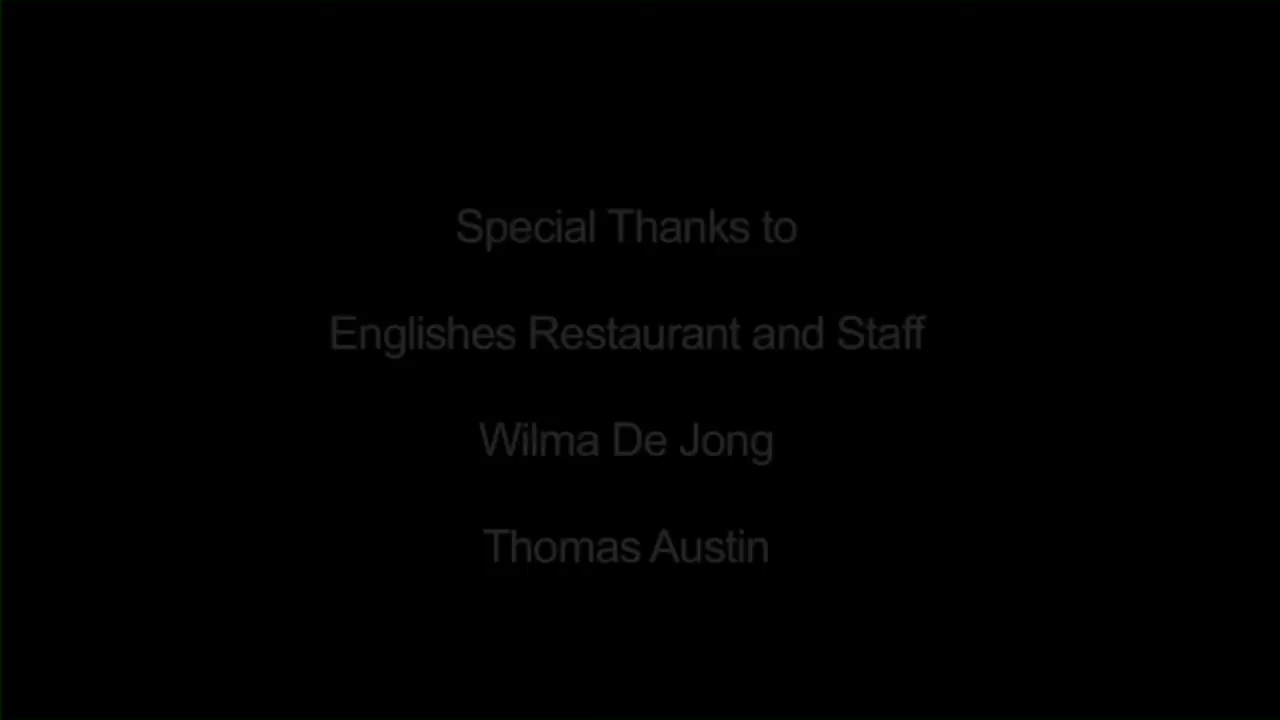 Special Thanks to
Englishes Restaurant and Staff
Wilma De Jong
Thomas Austin